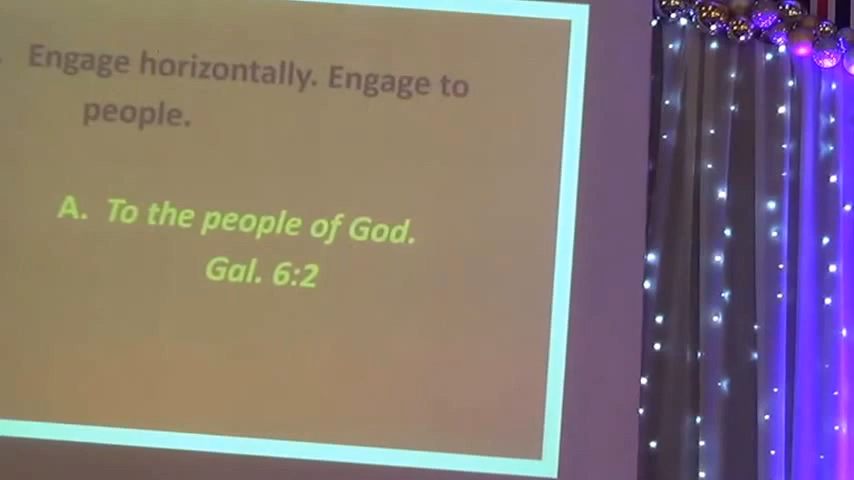 . Engage horizontally. Engage to
people.
A. To the people of God.
Gal. 6:2